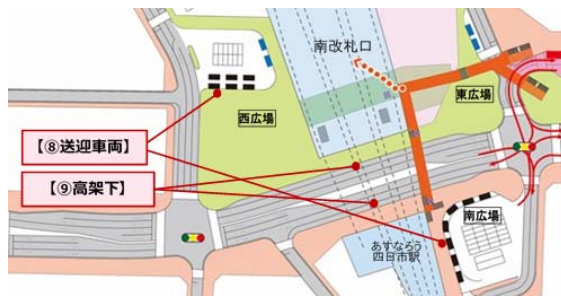 南改札口
東広場
西広場
【⑧送迎車両】
【⑨高架下】
南広場
あすなろう
四日市駅